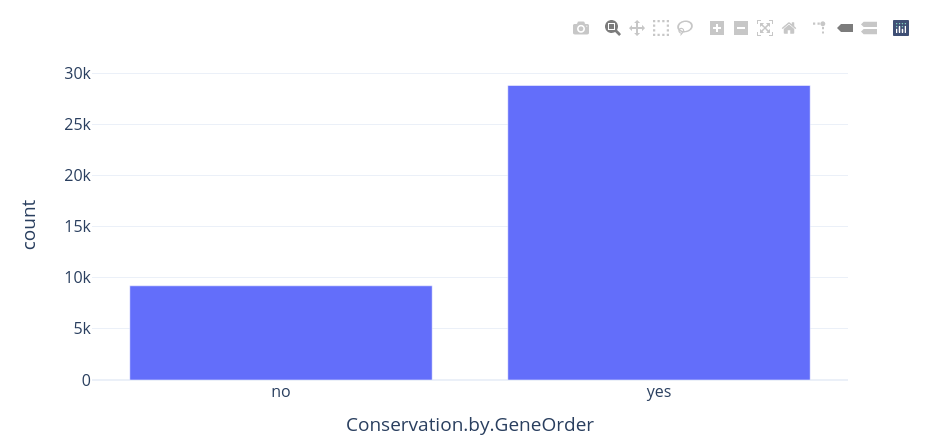 30k
25k
20k
15k
10k
5k
0
count
no yes
Conservation.by.GeneOrder